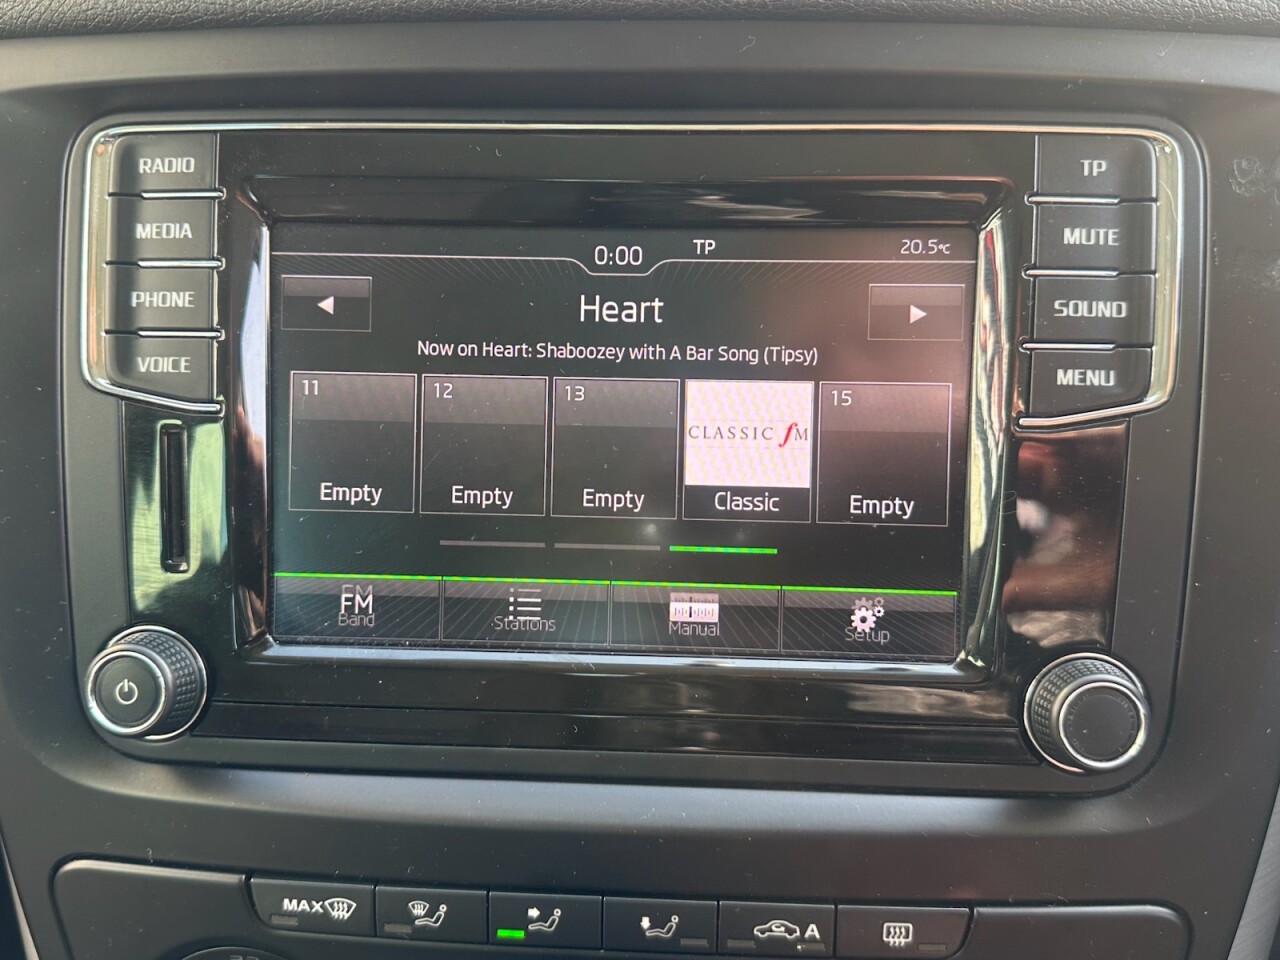 RADIO
MEDIA
PHONE
VOICE
TP
MUTE
SOUND
MENU
0:00
TP
20.5°C
Heart
Now on Heart: Shaboozey with A Bar Song (Tipsy)
11
Empty
12
Empty
13
Empty
CLASSIC fM
Classic
15
Empty
FM
Band
Stations
Manual
Setup
MAX
A